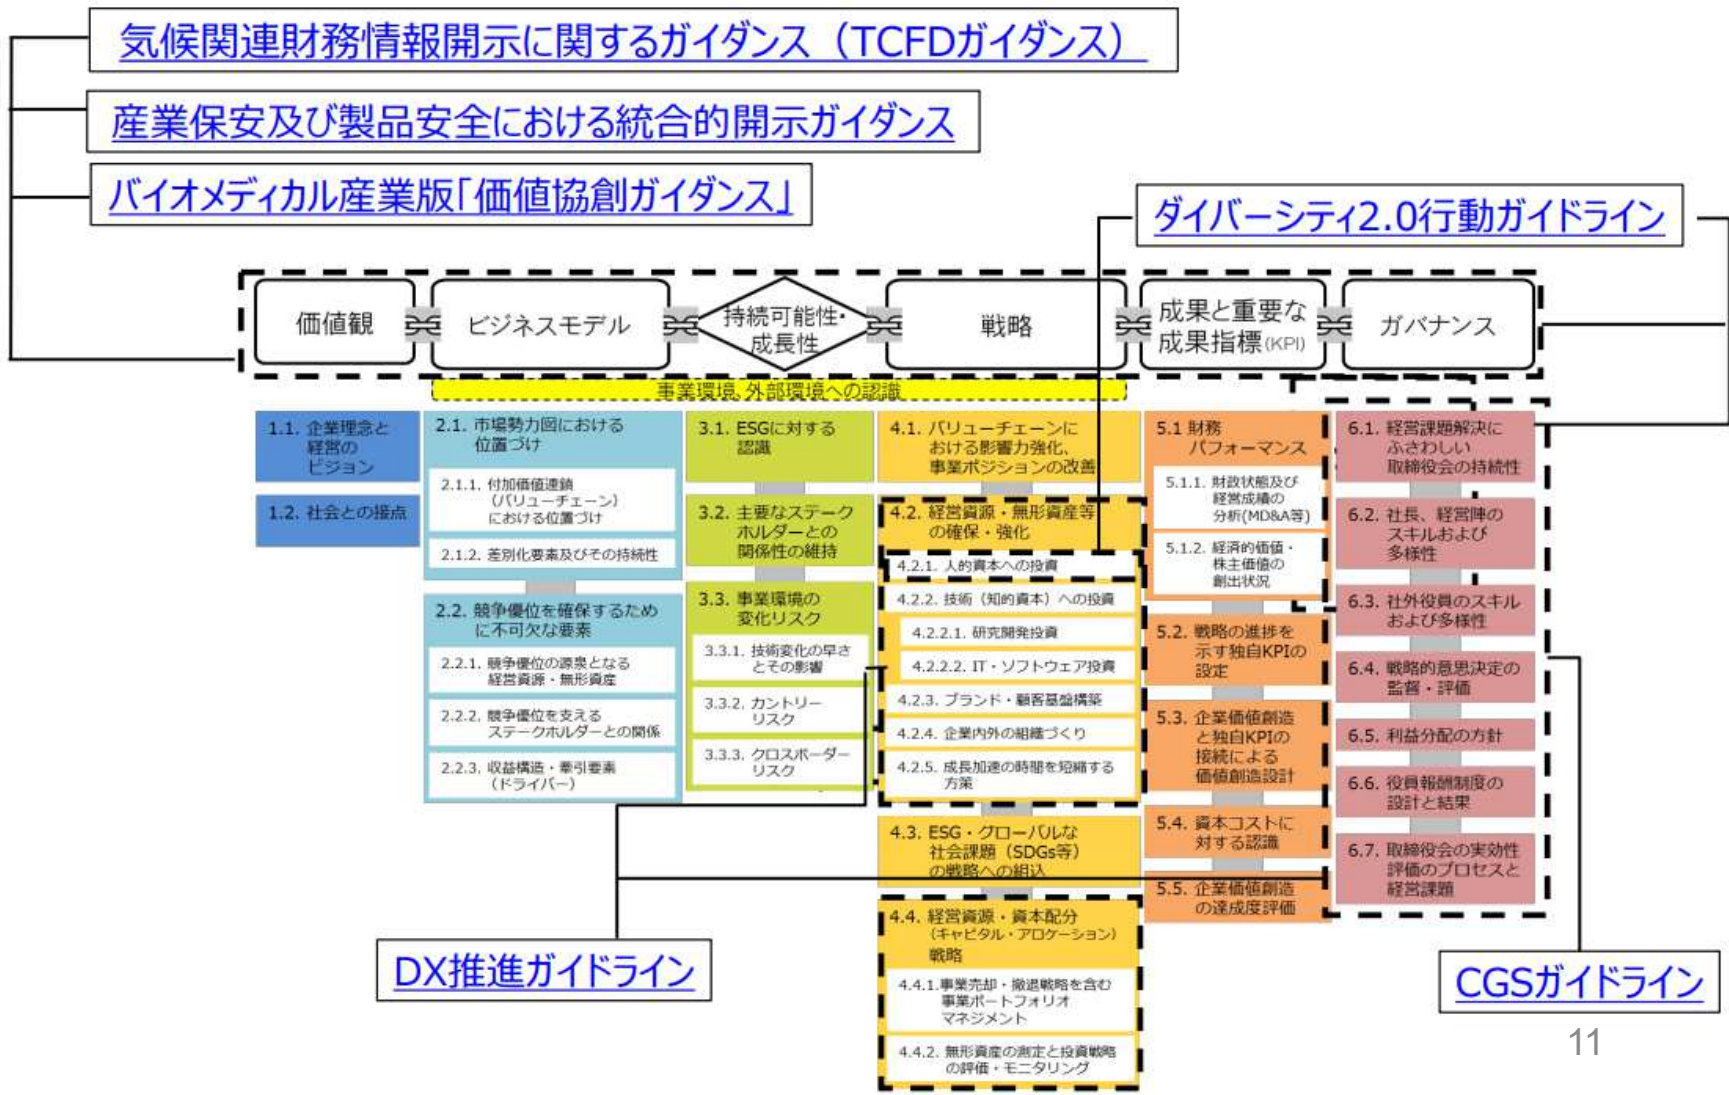 気候関連財務情報開示に関するガイダンス（TCFDガイダンス）
産業保安及び製品安全における統合的開示ガイダンス
バイオメディカル産業版「価値協創ガイダンス」
ダイバーシティ2.0行動ガイドライン
価値観
ビジネスモデル
持続可能性・
成長性
戦略
成果と重要な
成果指標(KPI)
ガバナンス
事業環境、外部環境への認識
1.1. 企業理念と
経営の
ビジョン
1.2. 社会との接点
2.1. 市場勢力図における
位置づけ
2.1.1. 付加価値連鎖
（バリューチェーン）
における位置づけ
2.1.2. 差別化要素及びその持続性
2.2. 競争優位を確保するため
に不可欠な要素
2.2.1. 競争優位の源泉となる
経営資源・無形資産
2.2.2. 競争優位を支える
ステークホルダーとの関係
2.2.3. 収益構造・牽引要素
（ドライバー）
3.1. ESGに対する
認識
3.2. 主要なステーク
ホルダーとの
関係性の維持
3.3. 事業環境の
変化リスク
3.3.1. 技術変化の早さ
とその影響
3.3.2. カントリー
リスク
3.3.3. クロスボーダー
リスク
4.1. バリューチェーンに
おける影響力強化、
事業ポジションの改善
4.2. 経営資源・無形資産等
の確保・強化
4.2.1. 人的資本への投資
4.2.2. 技術（知的資本）への投資
4.2.2.1. 研究開発投資
4.2.2.2. IT・ソフトウェア投資
4.2.3. ブランド・顧客基盤構築
4.2.4. 企業内外の組織づくり
4.2.5. 成長加速の時間を短縮する
方策
4.3. ESG・グローバルな
社会課題（SDGs等）
の戦略への組込
4.4. 経営資源・資本配分
（キャピタル・アロケーション）
戦略
4.4.1.事業売却・撤退戦略を含む
事業ポートフォリオ
マネジメント
4.4.2. 無形資産の測定と投資戦略
の評価・モニタリング
5.1 財務
パフォーマンス
5.1.1. 財政状態及び
経営成績の
分析(MD&A等)
5.1.2. 経済的価値・
株主価値の
創出状況
5.2. 戦略の進捗を
示す独自KPIの
設定
5.3. 企業価値創造
と独自KPIの
接続による
価値創造設計
5.4. 資本コストに
対する認識
5.5. 企業価値創造
の達成度評価
6.1. 経営課題解決に
ふさわしい
取締役会の持続性
6.2. 社長、経営陣の
スキルおよび
多様性
6.3. 社外役員のスキル
および多様性
6.4. 戦略的意思決定の
監督・評価
6.5. 利益分配の方針
6.6. 役員報酬制度の
設計と結果
6.7. 取締役会の実効性
評価のプロセスと
経営課題
DX推進ガイドライン
CGSガイドライン
11